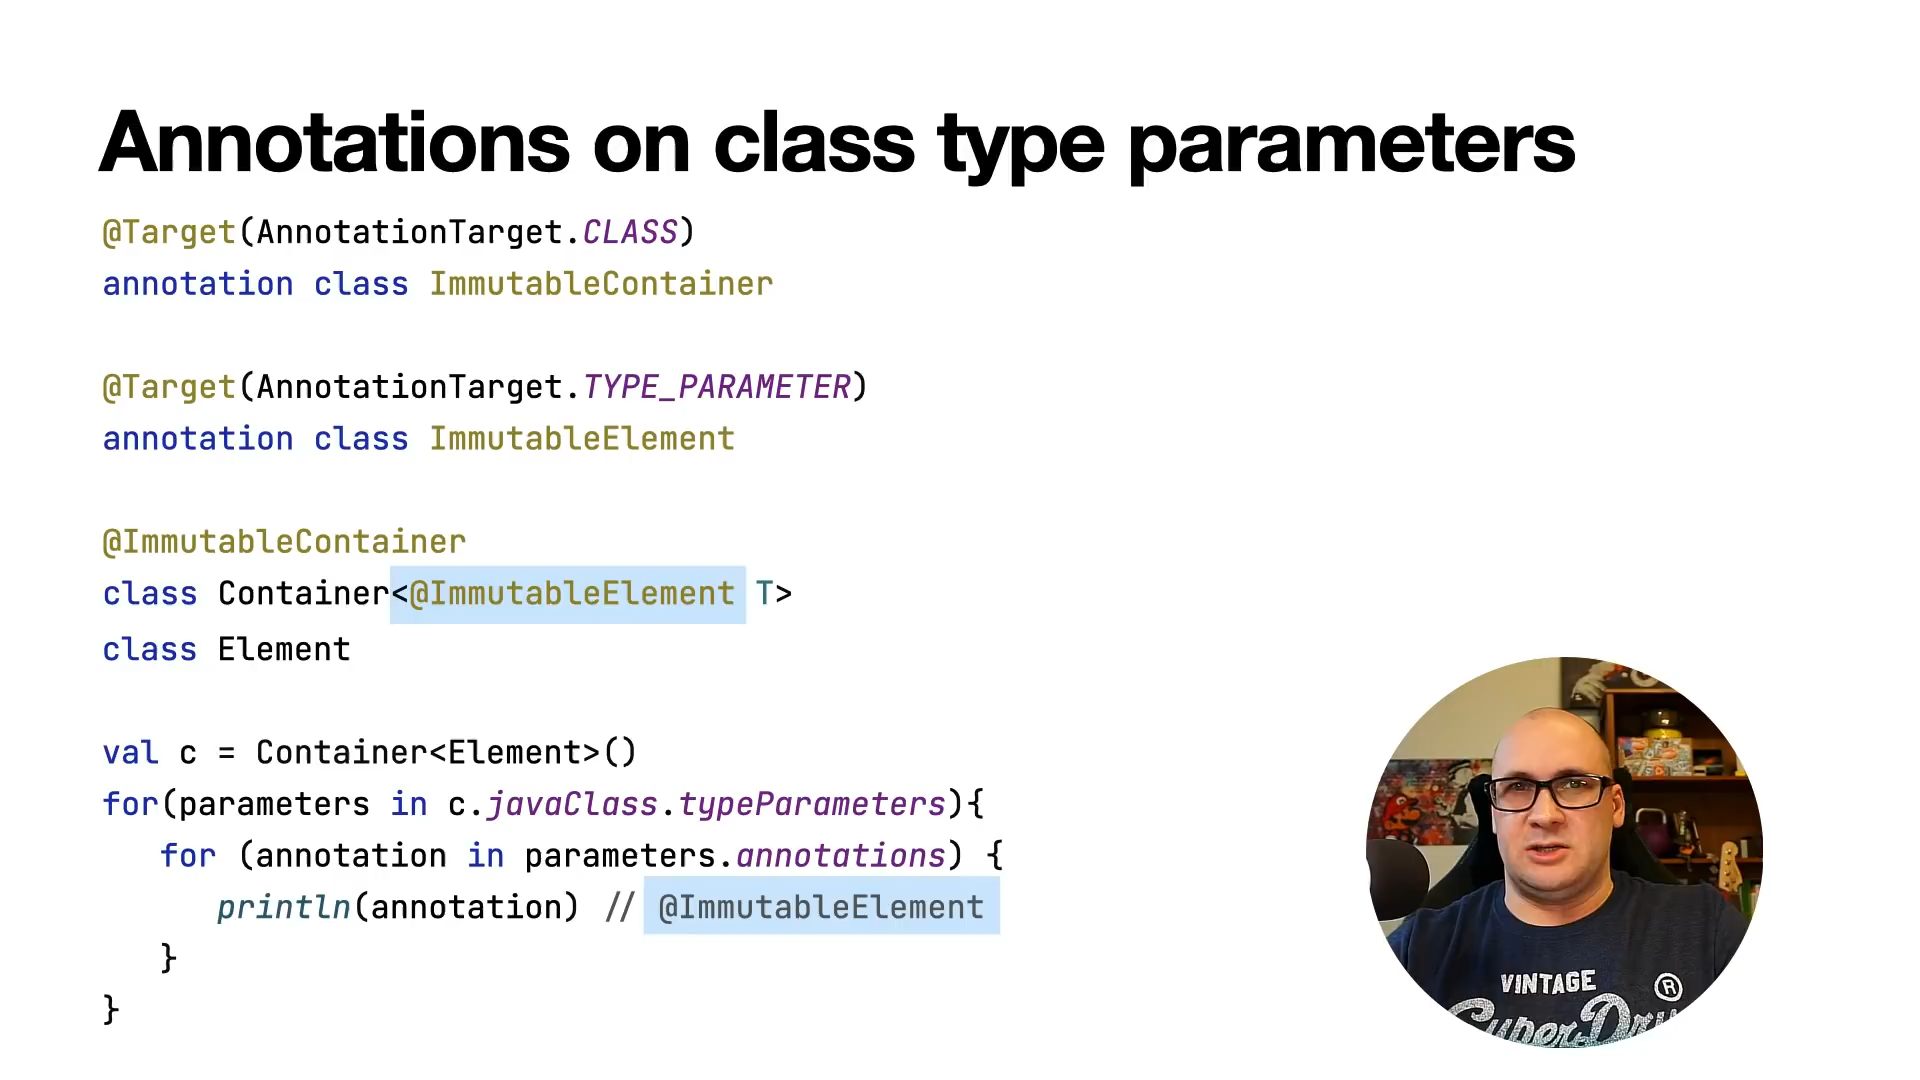 Annotations on class type parameters
@Target(AnnotationTarget.CLASS)
annotation class ImmutableContainer
@Target(AnnotationTarget.TYPE_PARAMETER)
annotation class ImmutableElement
@ImmutableContainer
class Container<@ImmutableElement T>
class Element
val c = Container<Element>()
for(parameters in c.javaClass.typeParameters){
for (annotation in parameters.annotations) {
println(annotation) // @ImmutableElement
}
}
VINTAGE ®